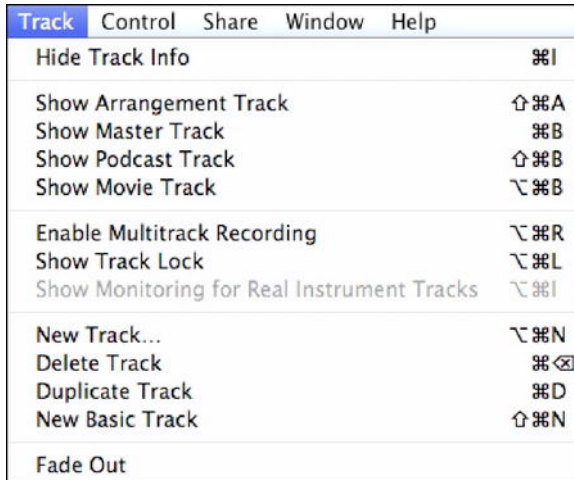 Track Control Share Window Help
Hide Track Info ⌘I
Show Arrangement Track ⇧⌘A
Show Master Track ⌘B
Show Podcast Track ⇧⌘B
Show Movie Track ⌥⌘B
Enable Multitrack Recording ⌥⌘R
Show Track Lock ⌥⌘L
Show Monitoring for Real Instrument Tracks ⌥⌘I
New Track... ⌥⌘N
Delete Track ⌘⌫
Duplicate Track ⌘D
New Basic Track ⇧⌘N
Fade Out